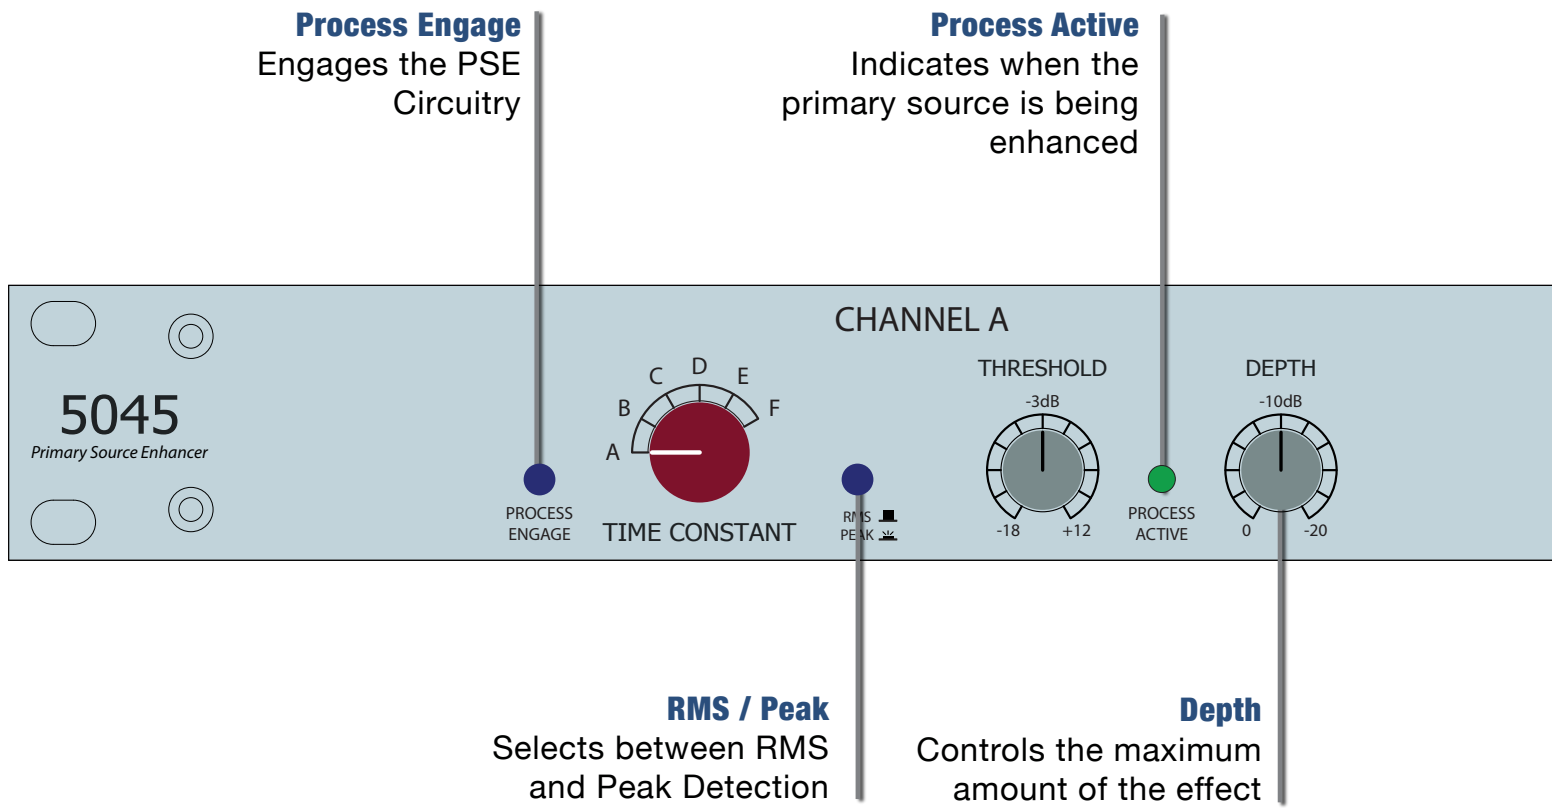 Process Engage
Engages the PSE
Circuitry
Process Active
Indicates when the
primary source is being
enhanced
CHANNEL A
5045
Primary Source Enhancer
PROCESS
ENGAGE
A
B
C
D
E
F
TIME CONSTANT
RMS
PEAK
THRESHOLD
-3dB
-18
+12
PROCESS
ACTIVE
DEPTH
-10dB
0
-20
RMS / Peak
Selects between RMS
and Peak Detection
Depth
Controls the maximum
amount of the effect